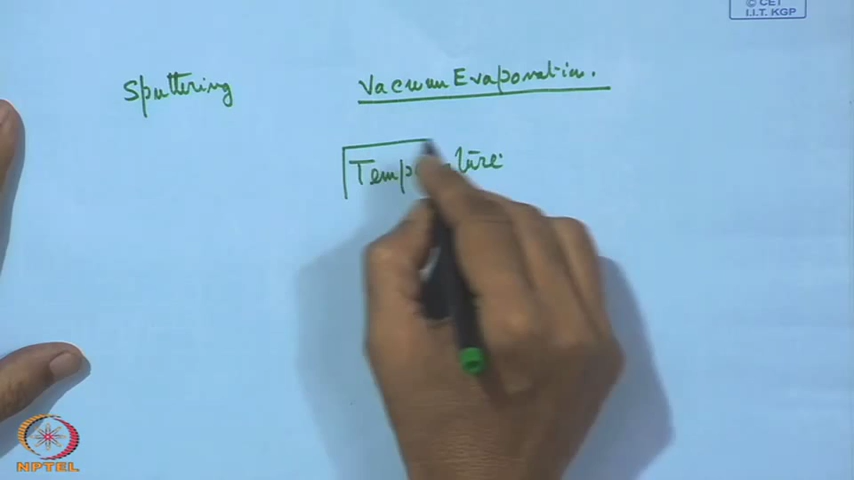 © CET
I.I.T. KGP
Sputtering Vacuum Evaporation.
Temperature
NPTEL